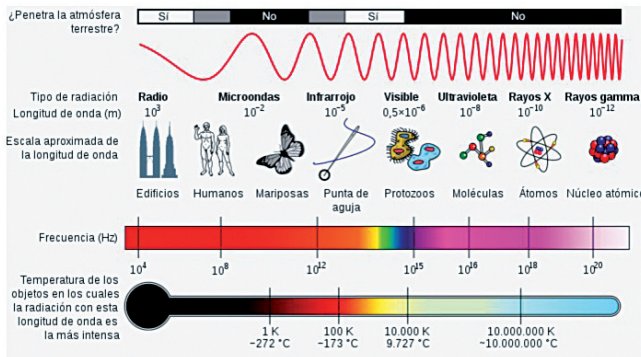 ¿Penetra la atmósfera
terrestre?
Sí No Sí No
Tipo de radiación Radio Microondas Infrarrojo Visible Ultravioleta Rayos X Rayos gamma
Longitud de onda (m) 10³ 10⁻² 10⁻⁵ 0,5×10⁻⁶ 10⁻⁸ 10⁻¹⁰ 10⁻¹²
Escala aproximada de
la longitud de onda
Edificios Humanos Mariposas Punta de aguja Protozoos Moléculas Átomos Núcleo atómico
Frecuencia (Hz)
10⁴ 10⁸ 10¹² 10¹⁵ 10¹⁶ 10¹⁸ 10²⁰
Temperatura de los
objetos en los cuales
la radiación con esta
longitud de onda es
la más intensa
1 K 100 K 10.000 K 10.000.000 K
−272 °C −173 °C 9.727 °C ~10.000.000 °C